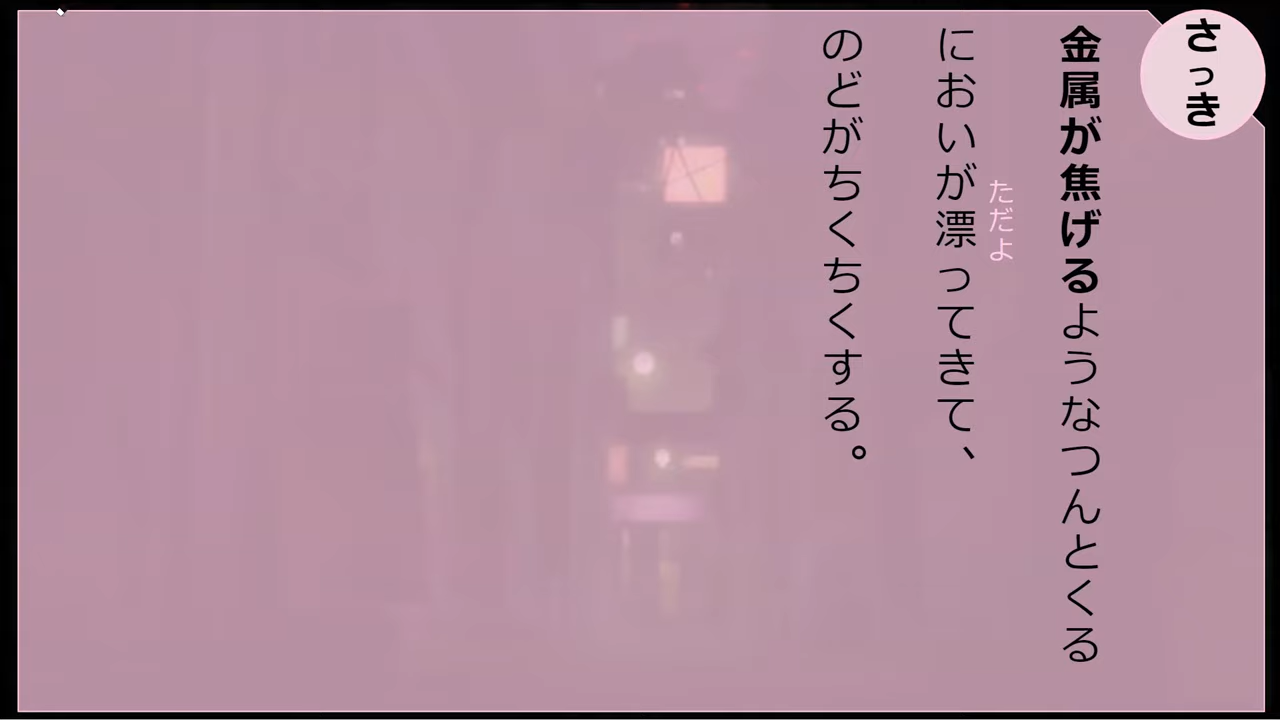 さっき
金属が焦げるようなつんとくる
ただよ
においが漂ってきて、
のどがちくちくする。